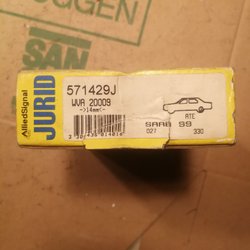 OGEN
SAN
AlliedSignal
JURID
571429J
WVA 20009
->14mm<-
ATE
SAAB 99
027 330